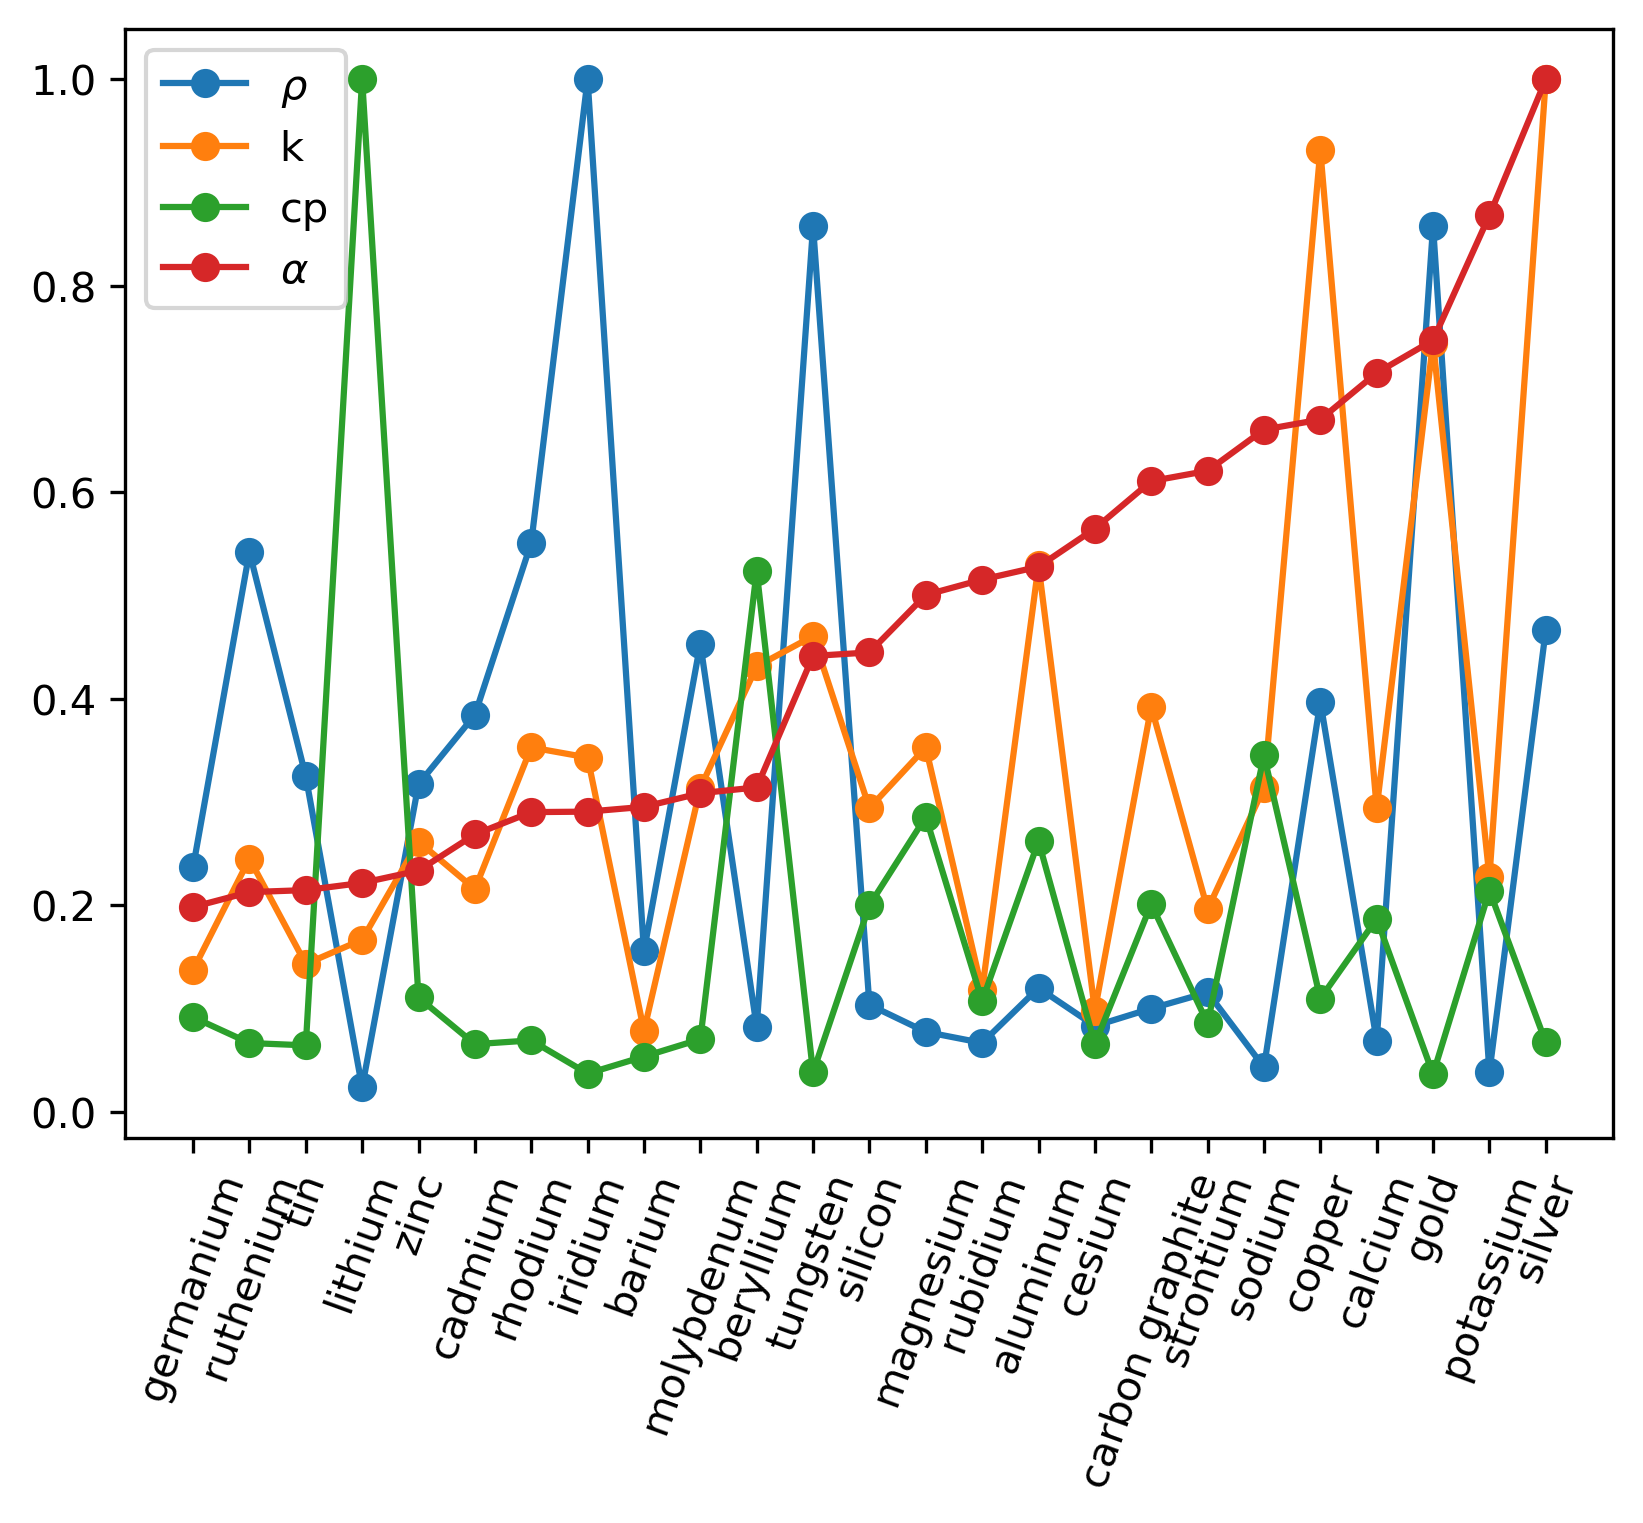 ρ
k
cp
α
1.0
0.8
0.6
0.4
0.2
0.0
germanium
ruthenium
tin
lithium
zinc
cadmium
rhodium
iridium
barium
molybdenum
beryllium
tungsten
silicon
magnesium
rubidium
aluminum
cesium
carbon graphite
strontium
sodium
copper
calcium
gold
potassium
silver